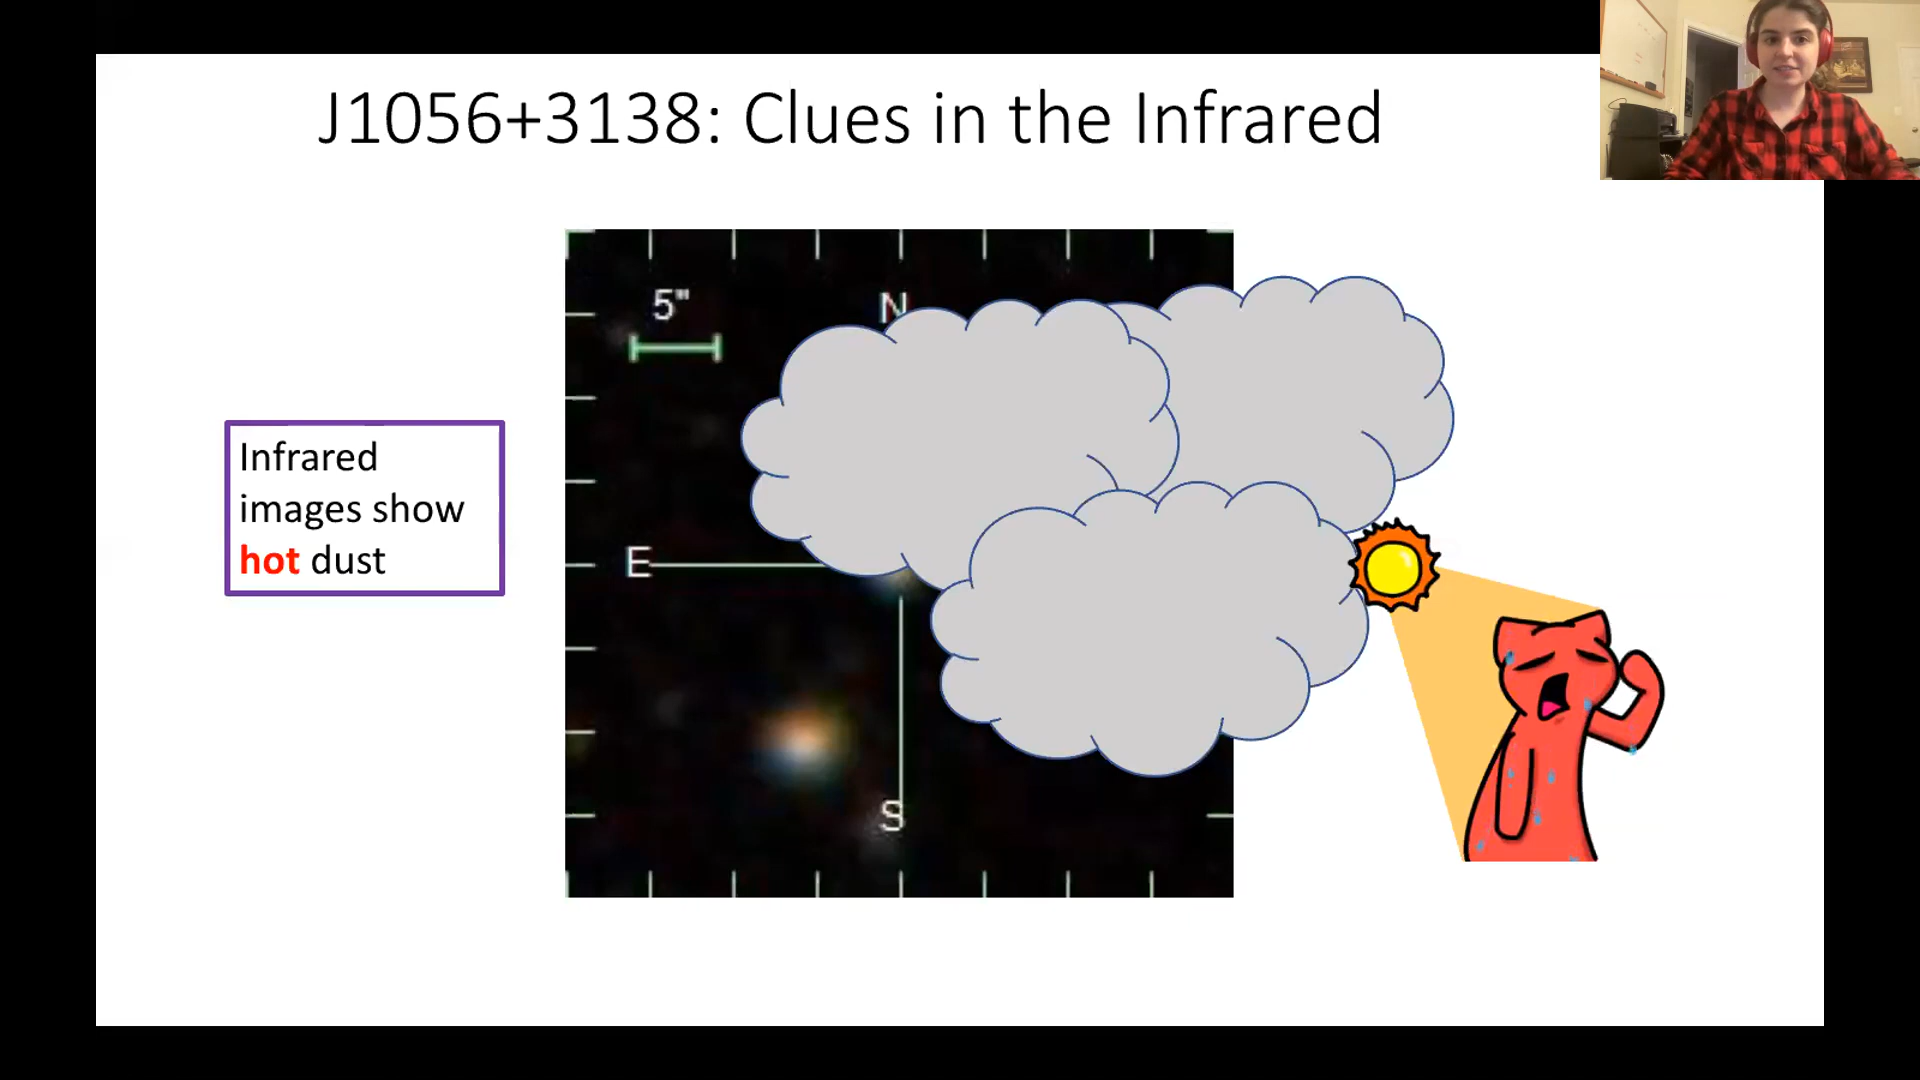 J1056+3138: Clues in the Infrared
5"
N
Infrared
images show
hot dust
E
S